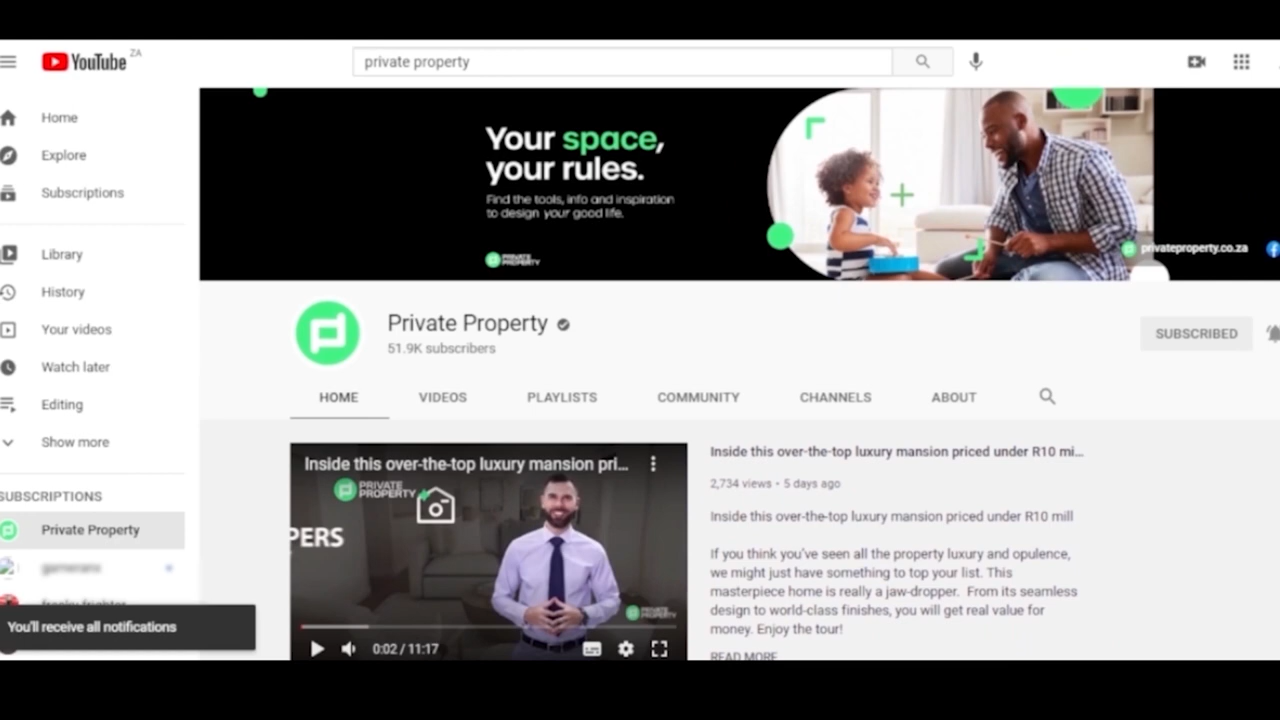 YouTube ZA
private property
Home
Explore
Subscriptions
Library
History
Your videos
Watch later
Editing
Show more
SUBSCRIPTIONS
Private Property
You'll receive all notifications
Your space,
your rules.
Find the tools, info and inspiration
to design your good life.
PRIVATE
PROPERTY
privateproperty.co.za
Private Property
51.9K subscribers
SUBSCRIBED
HOME
VIDEOS
PLAYLISTS
COMMUNITY
CHANNELS
ABOUT
Inside this over-the-top luxury mansion pri...
PRIVATE
PROPERTY
PERS
PRIVATE
PROPERTY
0:02 / 11:17
Inside this over-the-top luxury mansion priced under R10 mi...
2,734 views • 5 days ago
Inside this over-the-top luxury mansion priced under R10 mill
If you think you've seen all the property luxury and opulence,
we might just have something to top your list. This
masterpiece home is really a jaw-dropper. From its seamless
design to world-class finishes, you will get real value for
money. Enjoy the tour!
READ MORE